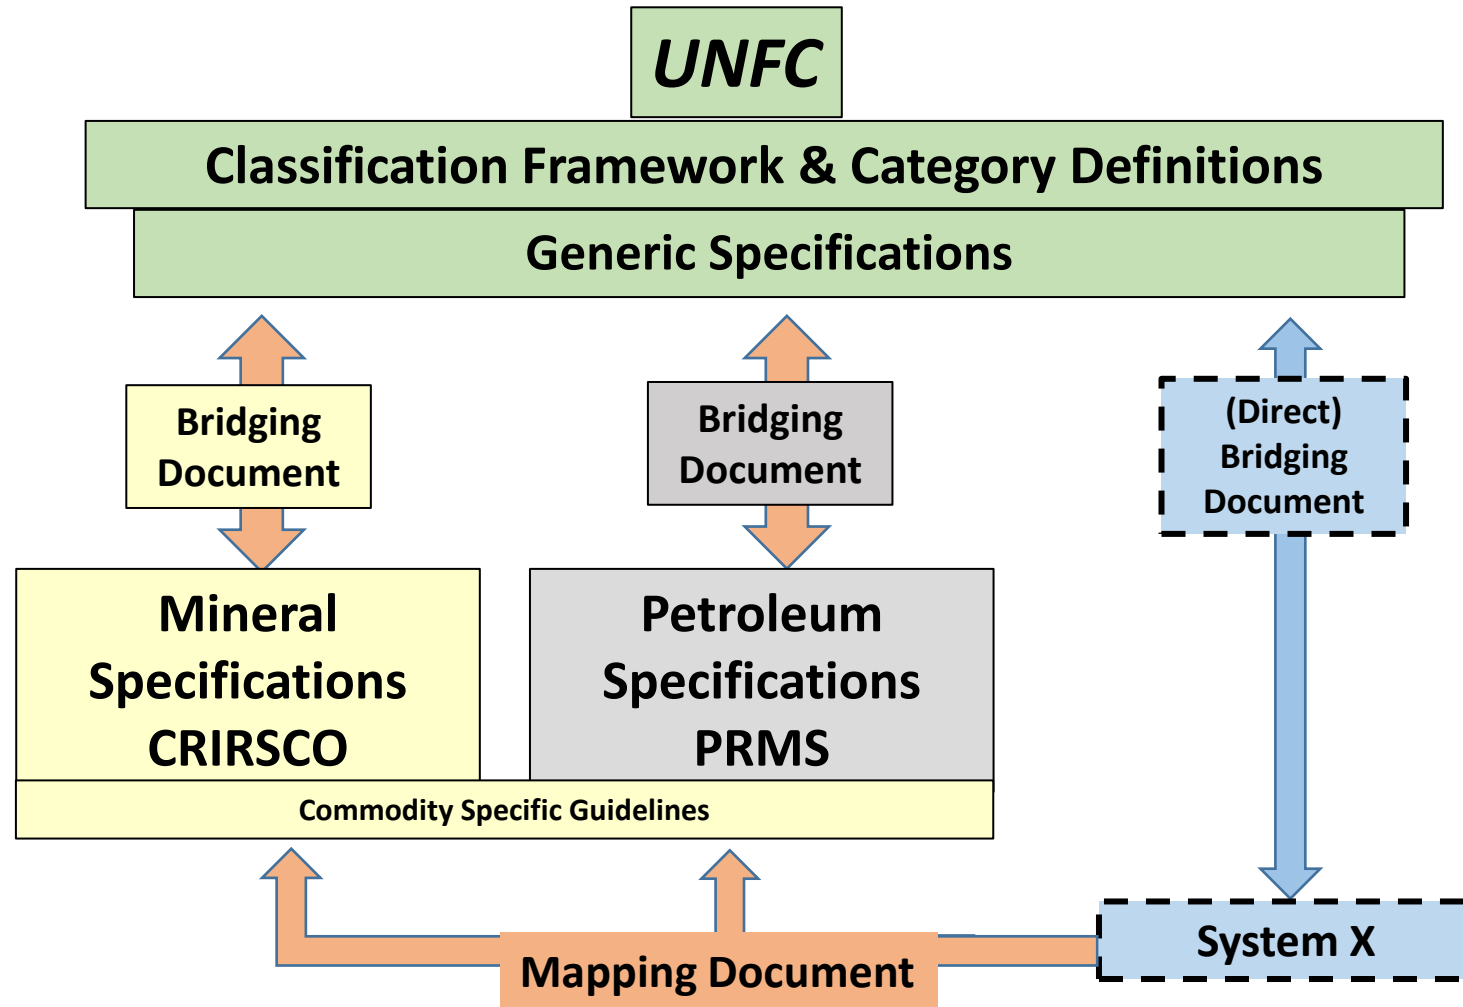 UNFC
Classification Framework & Category Definitions
Generic Specifications
Bridging
Document
Bridging
Document
(Direct)
Bridging
Document
Mineral
Specifications
CRIRSCO
Petroleum
Specifications
PRMS
Commodity Specific Guidelines
Mapping Document
System X